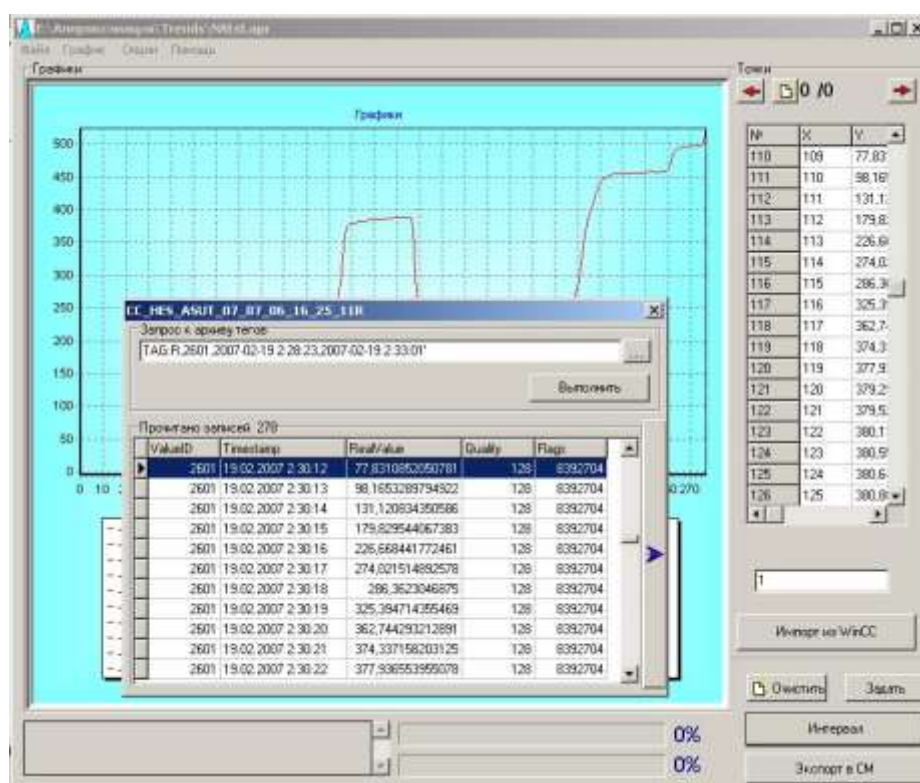 Файл График Опции Помощь
Графики
Точки
0 /0
Графики
500
450
400
350
300
250
200
150
100
50
0
0 10
0 270
№ X Y
110 109 77,83
111 110 98,16
112 111 131,1
113 112 179,8
114 113 226,6
115 114 274,0
116 115 286,3
117 116 325,3
118 117 362,7
119 118 374,3
120 119 377,9
121 120 379,2
122 121 379,5
123 122 380,1
124 123 380,5
125 124 380,6
126 125 380,8
CC_HES_ASUT_07_07_06_16_25_11R
Запрос к архиву тегов
TAG:R,2601,'2007-02-19 2:28:23,2007-02-19 2:33:01'
...
Выполнить
Прочитано записей 278
ValueID Timestamp RealValue Quality Flags
2601 19.02.2007 2:30:12 77,8310852050781 128 8392704
2601 19.02.2007 2:30:13 98,1653289794922 128 8392704
2601 19.02.2007 2:30:14 131,120834350586 128 8392704
2601 19.02.2007 2:30:15 179,829544067383 128 8392704
2601 19.02.2007 2:30:16 226,668441772461 128 8392704
2601 19.02.2007 2:30:17 274,021514892578 128 8392704
2601 19.02.2007 2:30:18 286,3623046875 128 8392704
2601 19.02.2007 2:30:19 325,394714355469 128 8392704
2601 19.02.2007 2:30:20 362,744293212891 128 8392704
2601 19.02.2007 2:30:21 374,337158203125 128 8392704
2601 19.02.2007 2:30:22 377,936553955078 128 8392704
1
Импорт из WinCC
Очистить
Задать
Интервал
Экспорт в СМ
0%
0%